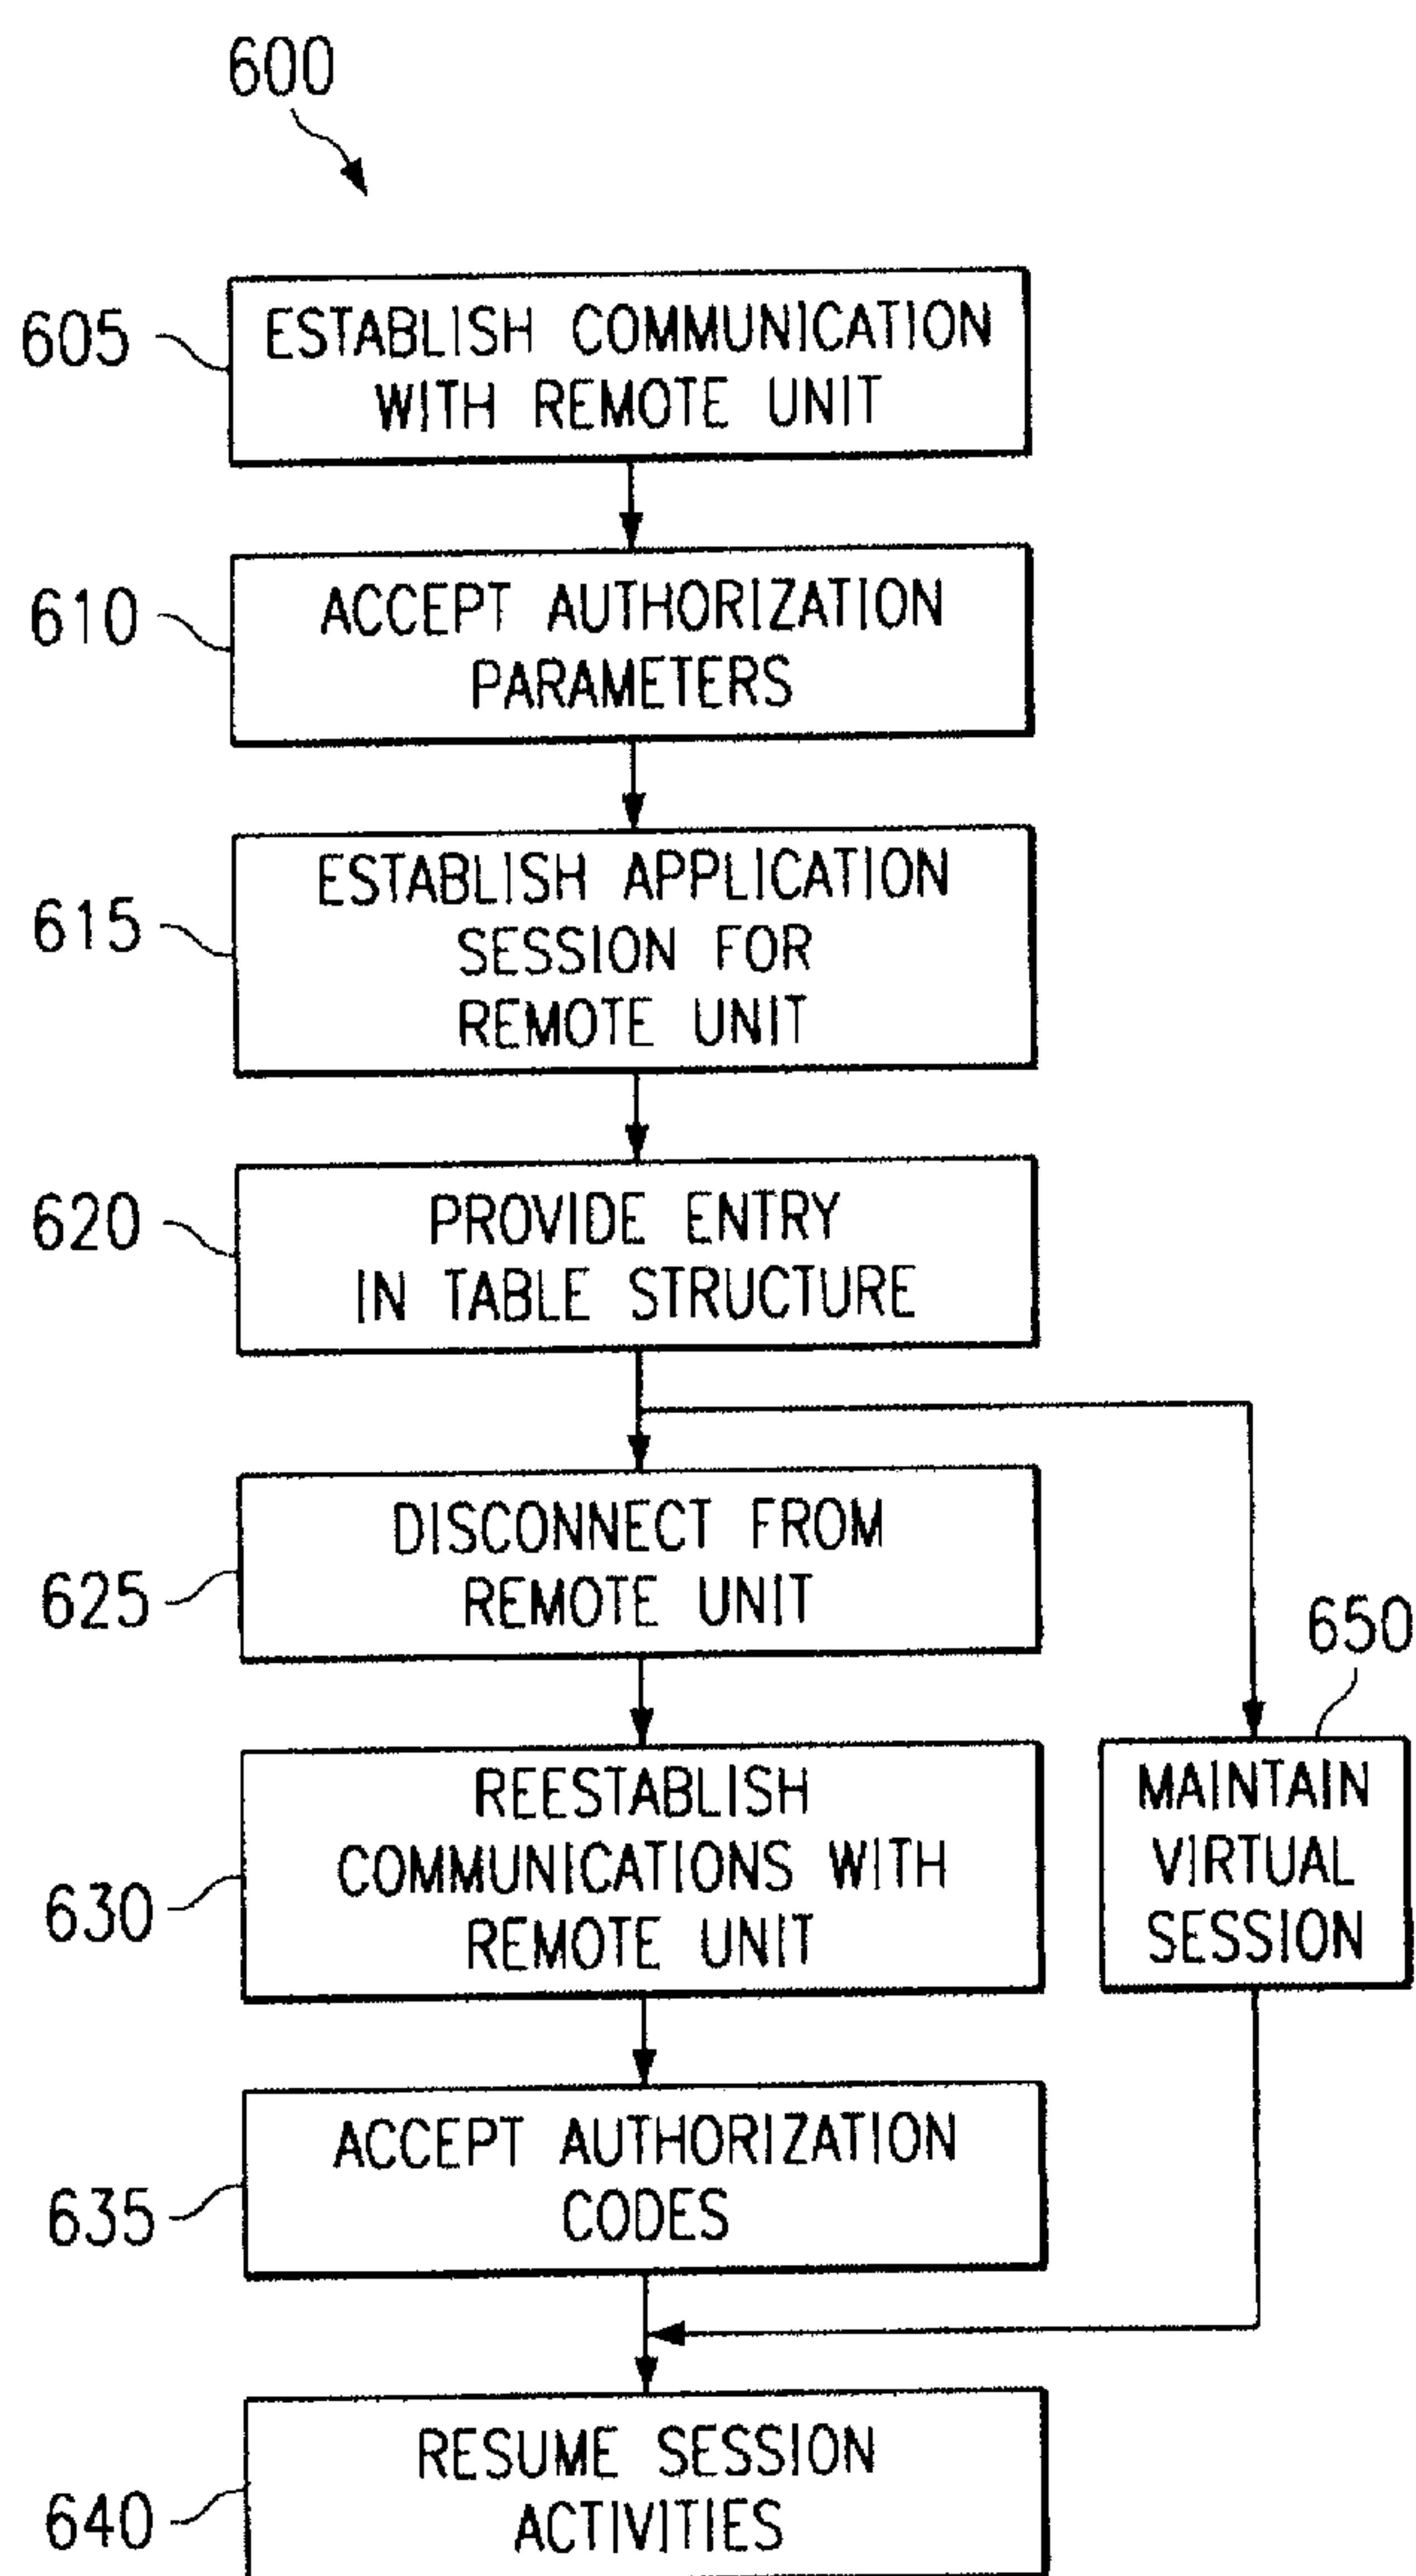 600
605
ESTABLISH COMMUNICATION
WITH REMOTE UNIT
610
ACCEPT AUTHORIZATION
PARAMETERS
615
ESTABLISH APPLICATION
SESSION FOR
REMOTE UNIT
620
PROVIDE ENTRY
IN TABLE STRUCTURE
625
DISCONNECT FROM
REMOTE UNIT
650
MAINTAIN
VIRTUAL
SESSION
630
REESTABLISH
COMMUNICATIONS WITH
REMOTE UNIT
635
ACCEPT AUTHORIZATION
CODES
640
RESUME SESSION
ACTIVITIES